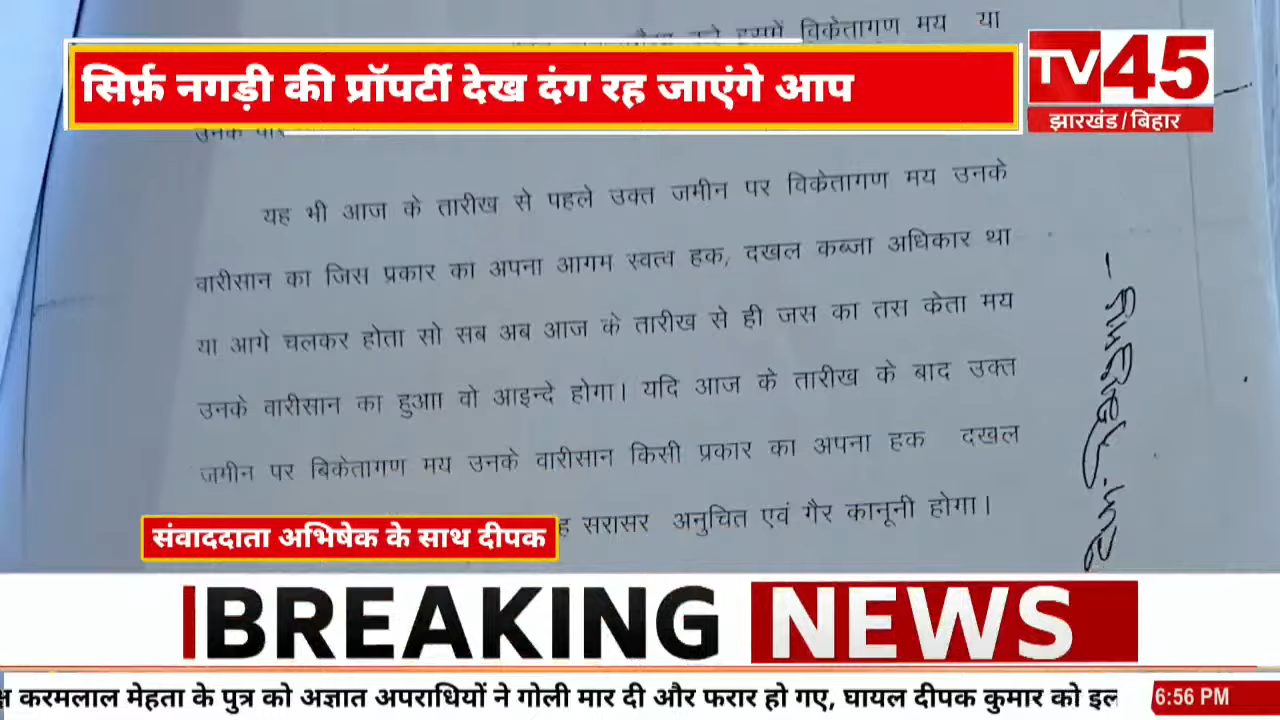 इसमें विकेतागण मय या
सिर्फ़ नगड़ी की प्रॉपर्टी देख दंग रह जाएंगे आप
TV45
झारखंड/बिहार
उनके
यह भी आज के तारीख से पहले उक्त जमीन पर विकेतागण मय उनके
वारीसान का जिस प्रकार का अपना आगम स्वत्व हक, दखल कब्जा अधिकार था
या आगे चलकर होता सो सब अब आज के तारीख से ही जस का तस केता मय
उनके वारीसान का हुआा वो आइन्दे होगा। यदि आज के तारीख के बाद उक्त
जमीन पर बिकेतागण मय उनके वारीसान किसी प्रकार का अपना हक दखल
सरासर अनुचित एवं गैर कानूनी होगा।
संवाददाता अभिषेक के साथ दीपक
BREAKING NEWS
करमलाल मेहता के पुत्र को अज्ञात अपराधियों ने गोली मार दी और फरार हो गए, घायल दीपक कुमार को
6:56 PM